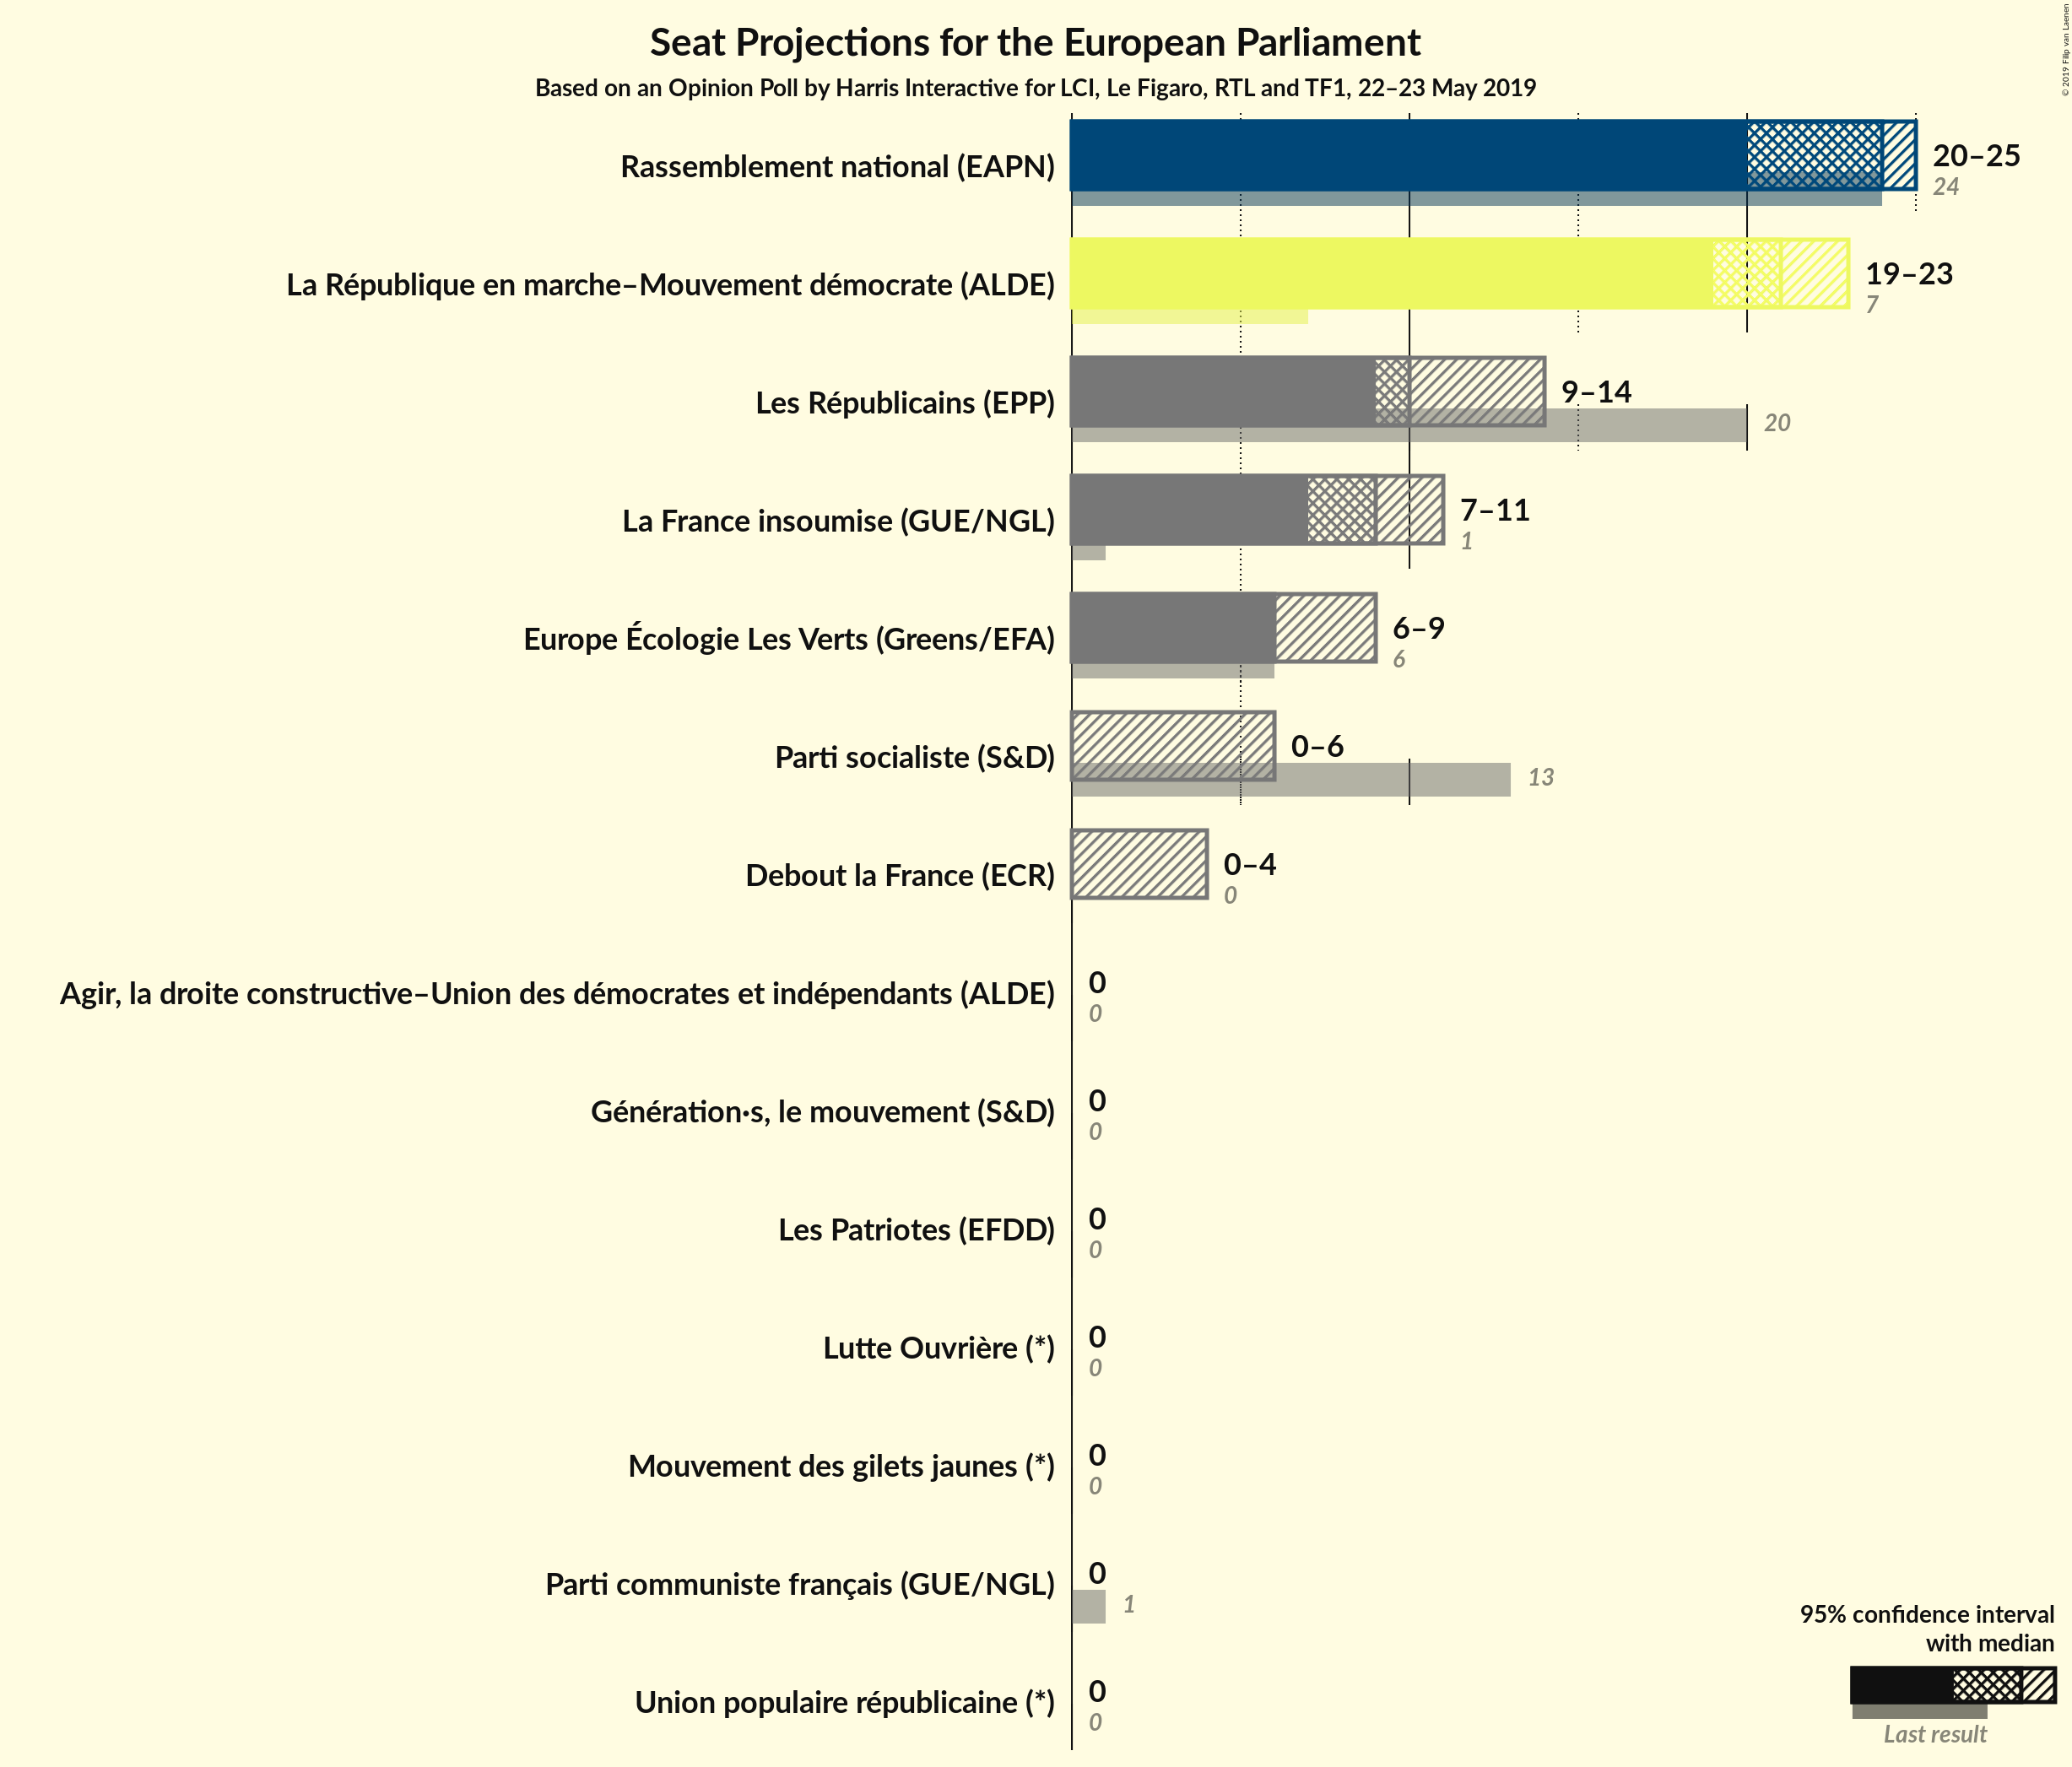 Seat Projections for the European Parliament
Based on an Opinion Poll by Harris Interactive for LCI, Le Figaro, RTL and TF1, 22–23 May 2019
© 2019 Filip van Laenen
Rassemblement national (EAPN)
20–25
24
La République en marche–Mouvement démocrate (ALDE)
19–23
7
Les Républicains (EPP)
9–14
20
La France insoumise (GUE/NGL)
7–11
1
Europe Écologie Les Verts (Greens/EFA)
6–9
6
Parti socialiste (S&D)
0–6
13
Debout la France (ECR)
0–4
0
Agir, la droite constructive–Union des démocrates et indépendants (ALDE)
0
0
Génération·s, le mouvement (S&D)
0
0
Les Patriotes (EFDD)
0
0
Lutte Ouvrière (*)
0
0
Mouvement des gilets jaunes (*)
0
0
Parti communiste français (GUE/NGL)
0
1
Union populaire républicaine (*)
0
0
95% confidence interval
with median
Last result